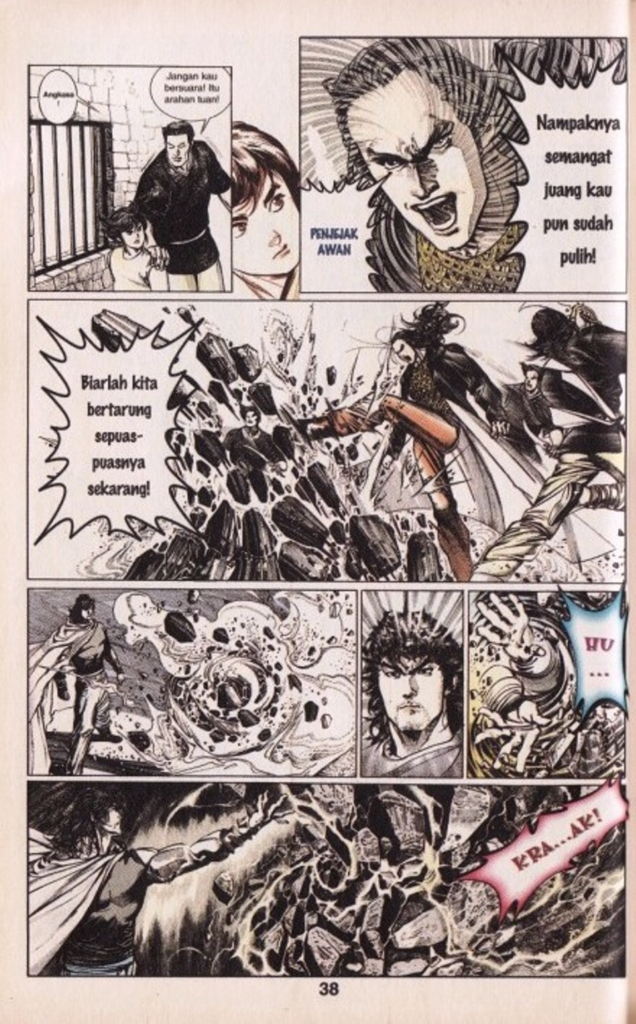 Angkasa
!
Jangan kau
bersuara! Itu
arahan tuan!
Nampaknya
semangat
juang kau
pun sudah
pulih!
PENJEJAK
AWAN
Biarlah kita
bertarung
sepuas-
puasnya
sekarang!
HU
...
KRA...AK!
38